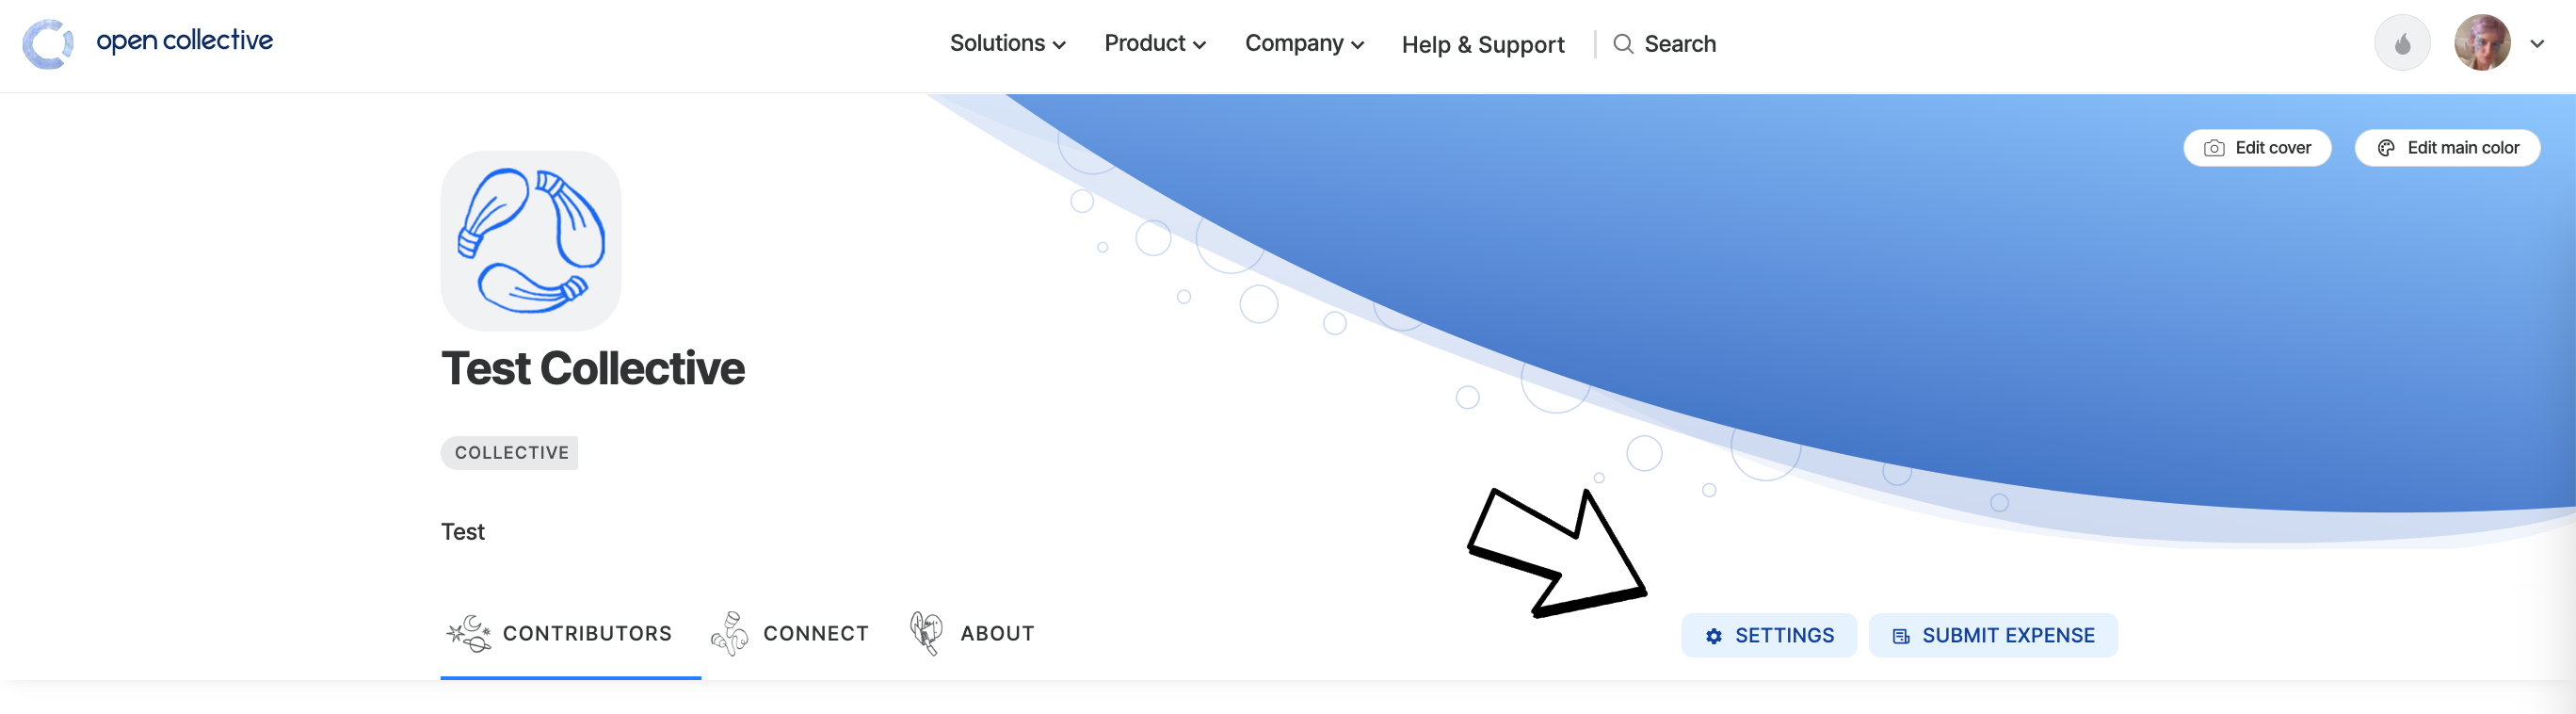 open collective
Solutions Product Company Help & Support Search
Edit cover Edit main color
Test Collective
COLLECTIVE
Test
CONTRIBUTORS CONNECT ABOUT SETTINGS SUBMIT EXPENSE